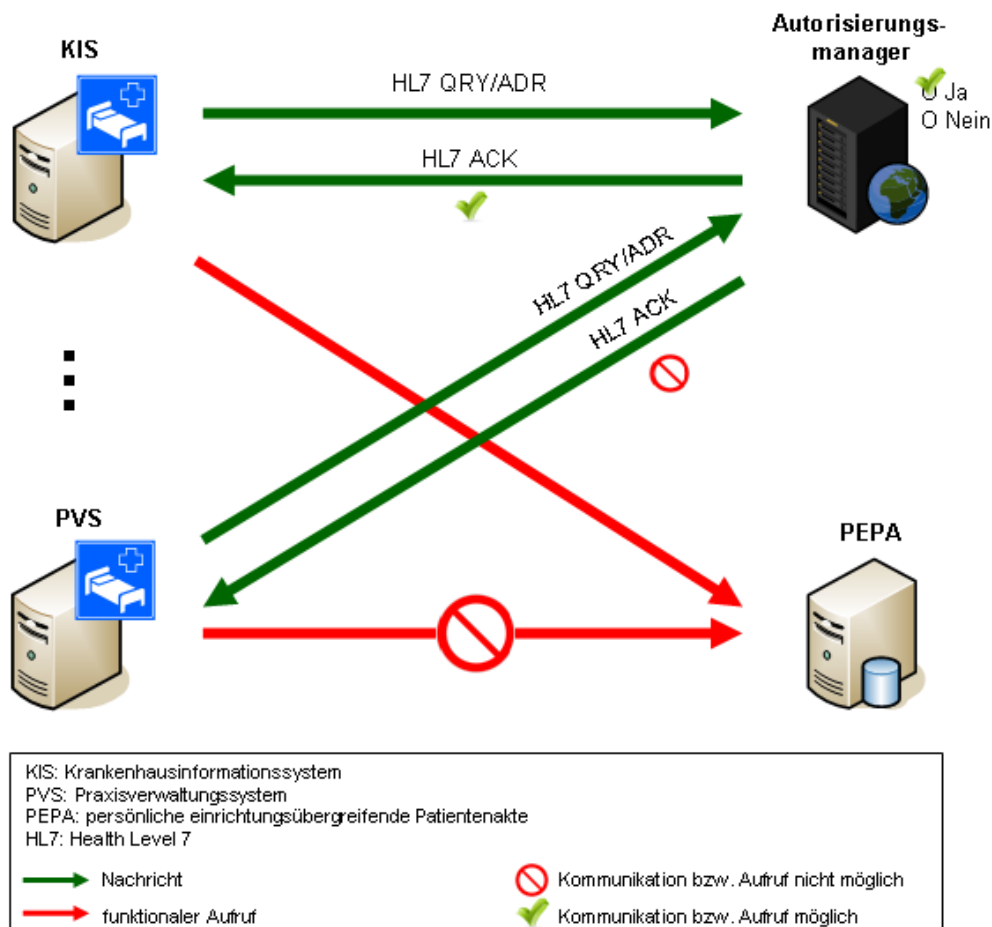 KIS
Autorisierungs-
manager
HL7 QRY/ADR
O Ja
O Nein
HL7 ACK
HL7 QRY/ADR
HL7 ACK
PVS
PEPA
KIS: Krankenhausinformationssystem
PVS: Praxisverwaltungssystem
PEPA: persönliche einrichtungsübergreifende Patientenakte
HL7: Health Level 7
Nachricht
Kommunikation bzw. Aufruf nicht möglich
funktionaler Aufruf
Kommunikation bzw. Aufruf möglich